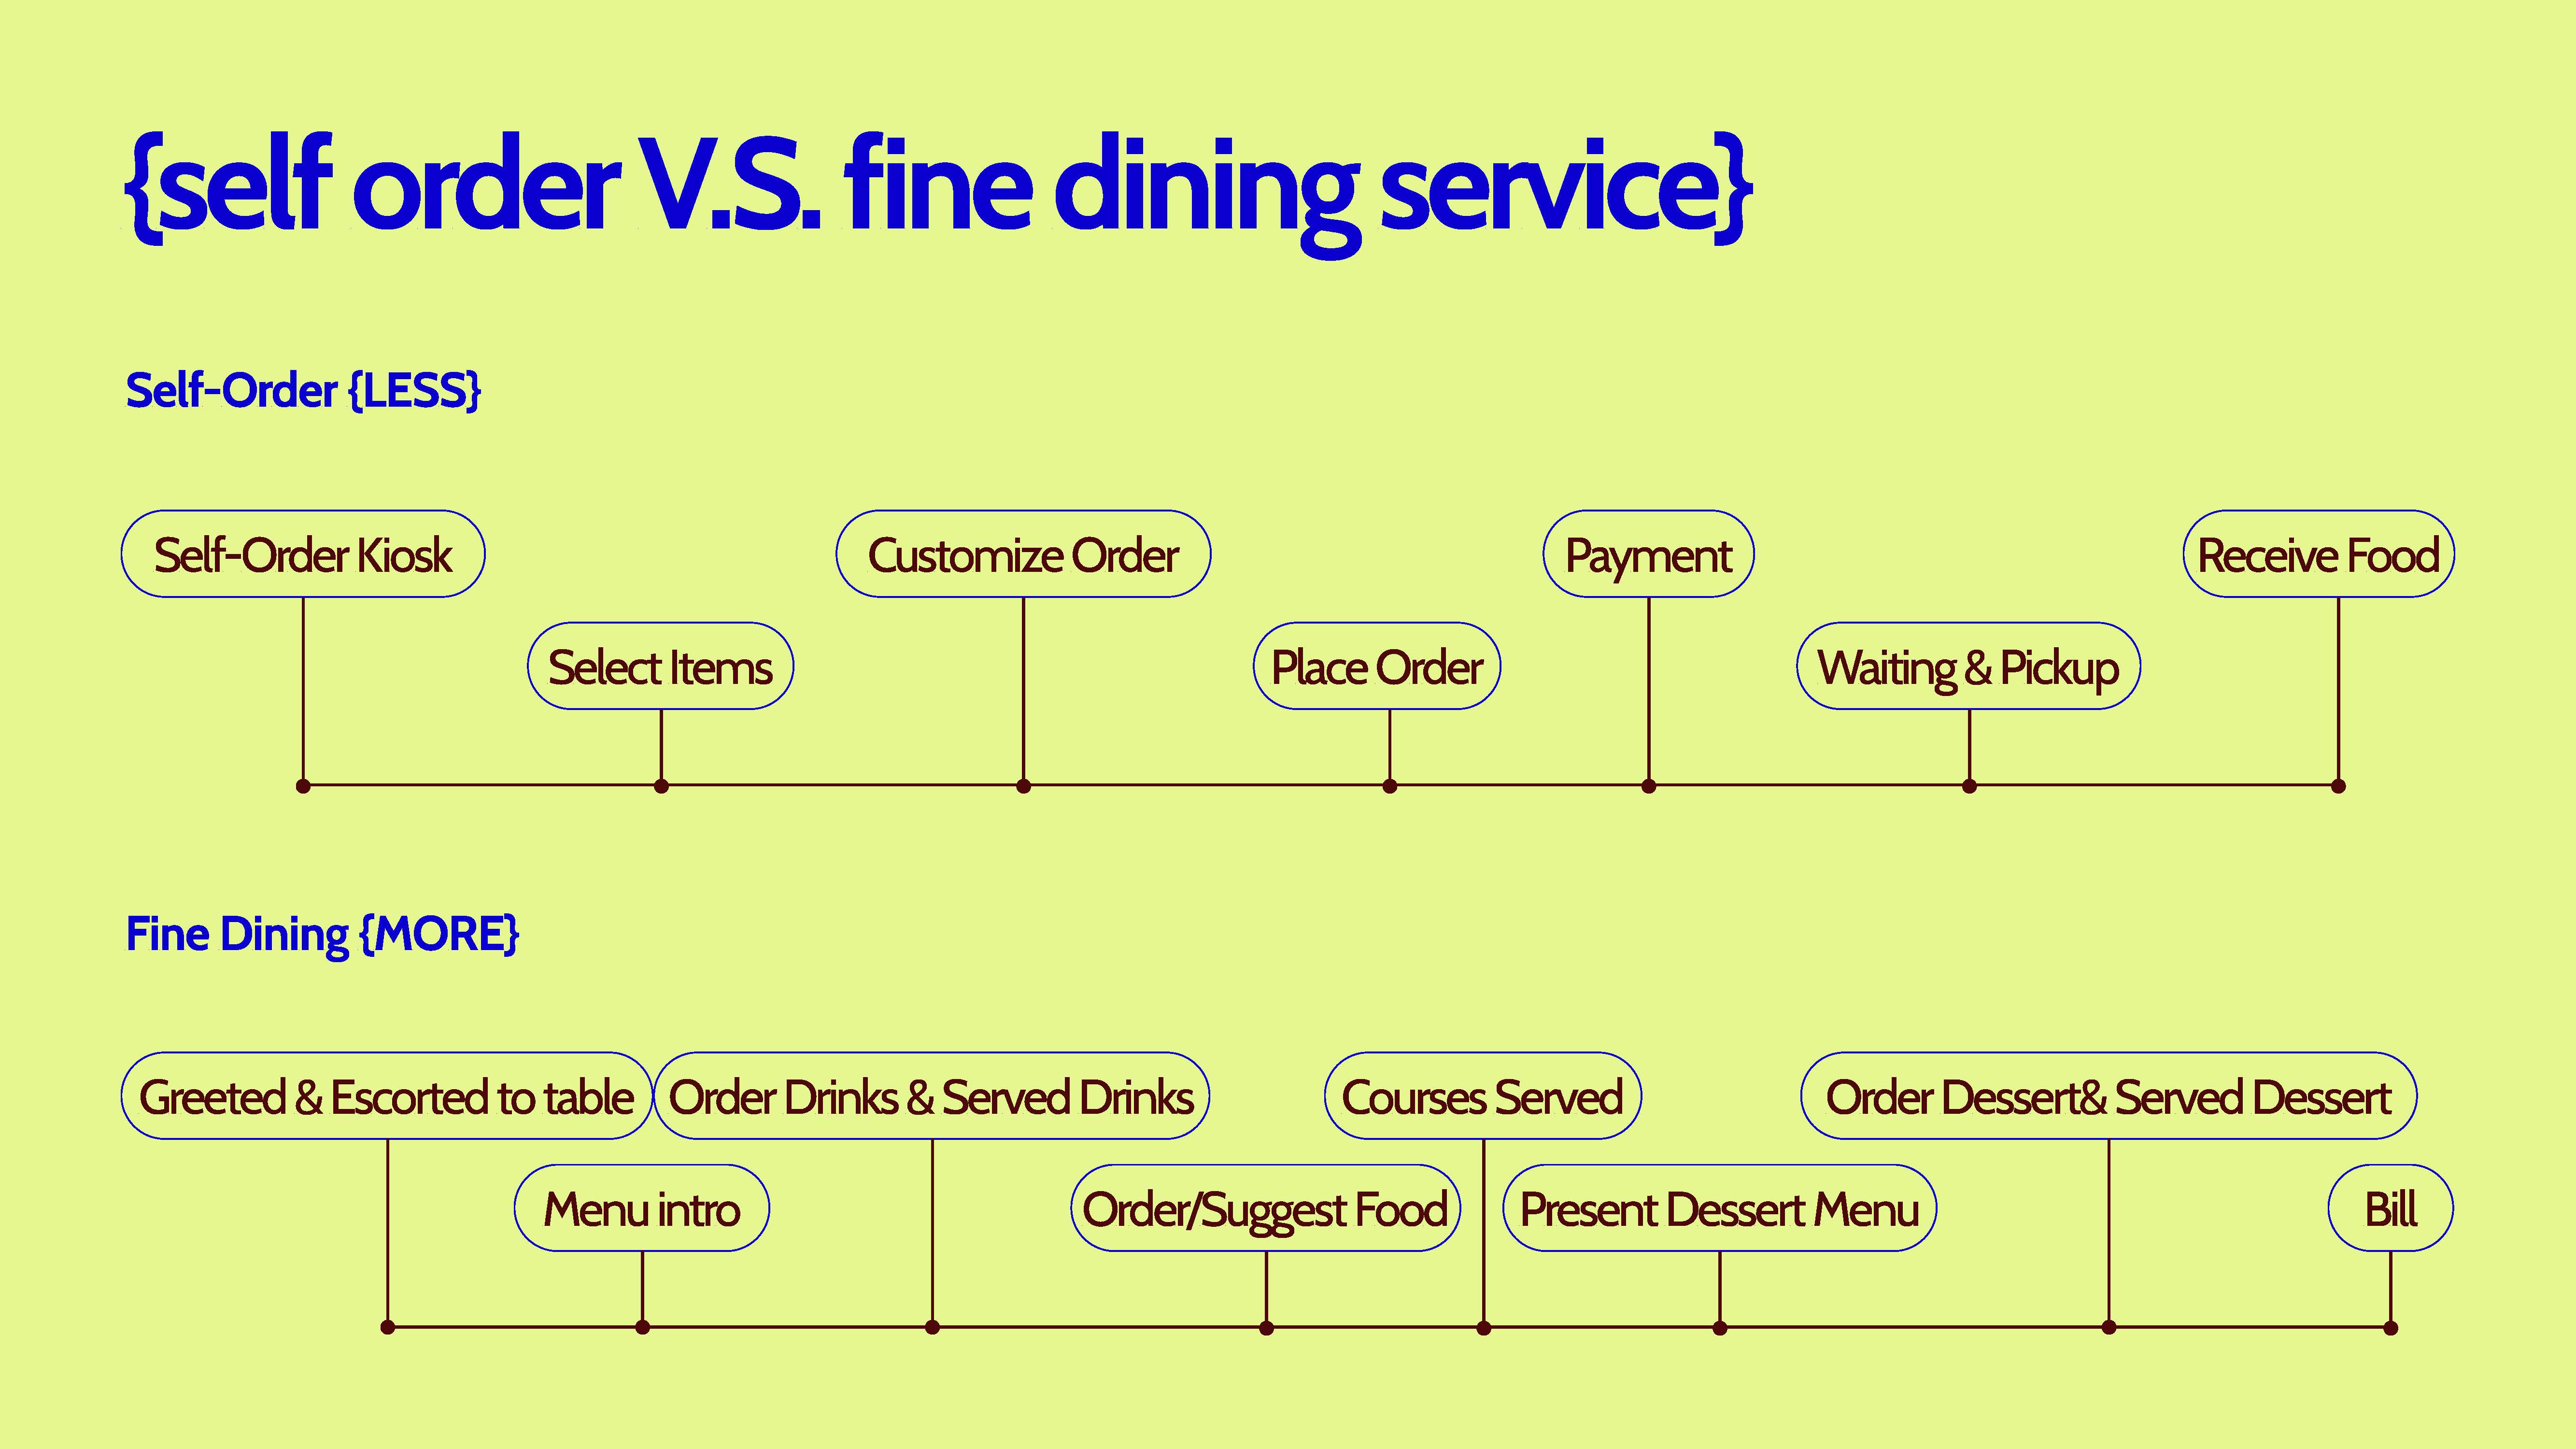 {self order V.S. fine dining service}
Self-Order {LESS}
Self-Order Kiosk
Select Items
Customize Order
Place Order
Payment
Waiting & Pickup
Receive Food
Fine Dining {MORE}
Greeted & Escorted to table
Menu intro
Order Drinks & Served Drinks
Order/Suggest Food
Courses Served
Present Dessert Menu
Order Dessert& Served Dessert
Bill